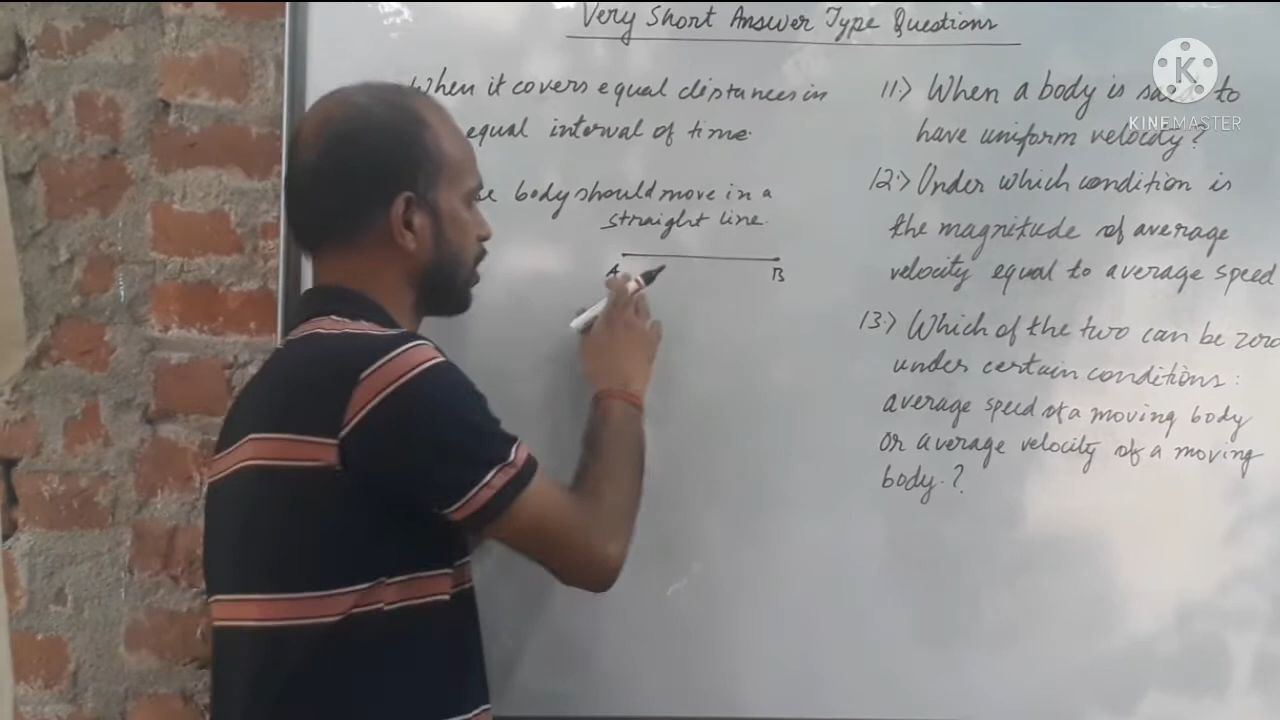 Very Short Answer Type Questions
When it covers equal distances in
equal interval of time.
body should move in a
straight line.
A B
11:> When a body is to
have uniform velocity?
12:> Under which condition is
the magnitude of average
velocity equal to average speed
13:> Which of the two can be zero
under certain conditions:
average speed of a moving body
or average velocity of a moving
body.?
K
KINEMASTER